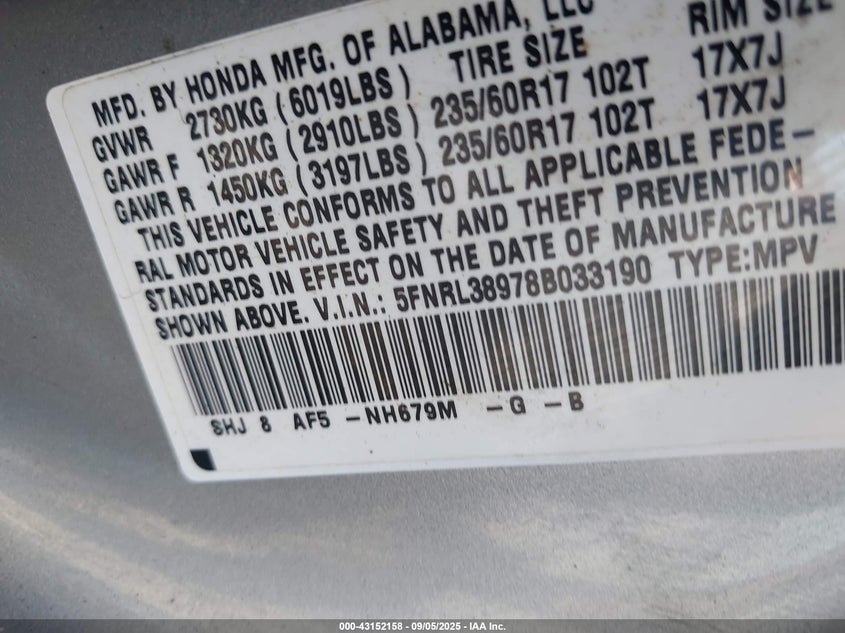 MFD. BY HONDA MFG. OF ALABAMA, LLC
GVWR 2730KG (6019LBS) TIRE SIZE RIM SIZE
GAWR F 1320KG (2910LBS) 235/60R17 102T 17X7J
GAWR R 1450KG (3197LBS) 235/60R17 102T 17X7J
THIS VEHICLE CONFORMS TO ALL APPLICABLE FEDE-
RAL MOTOR VEHICLE SAFETY AND THEFT PREVENTION
STANDARDS IN EFFECT ON THE DATE OF MANUFACTURE
SHOWN ABOVE. V.I.N.: 5FNRL38978B033190 TYPE:MPV
SHJ 8 AF5 -NH679M -G -B
000-43152158 - 09/05/2025 - IAA Inc.